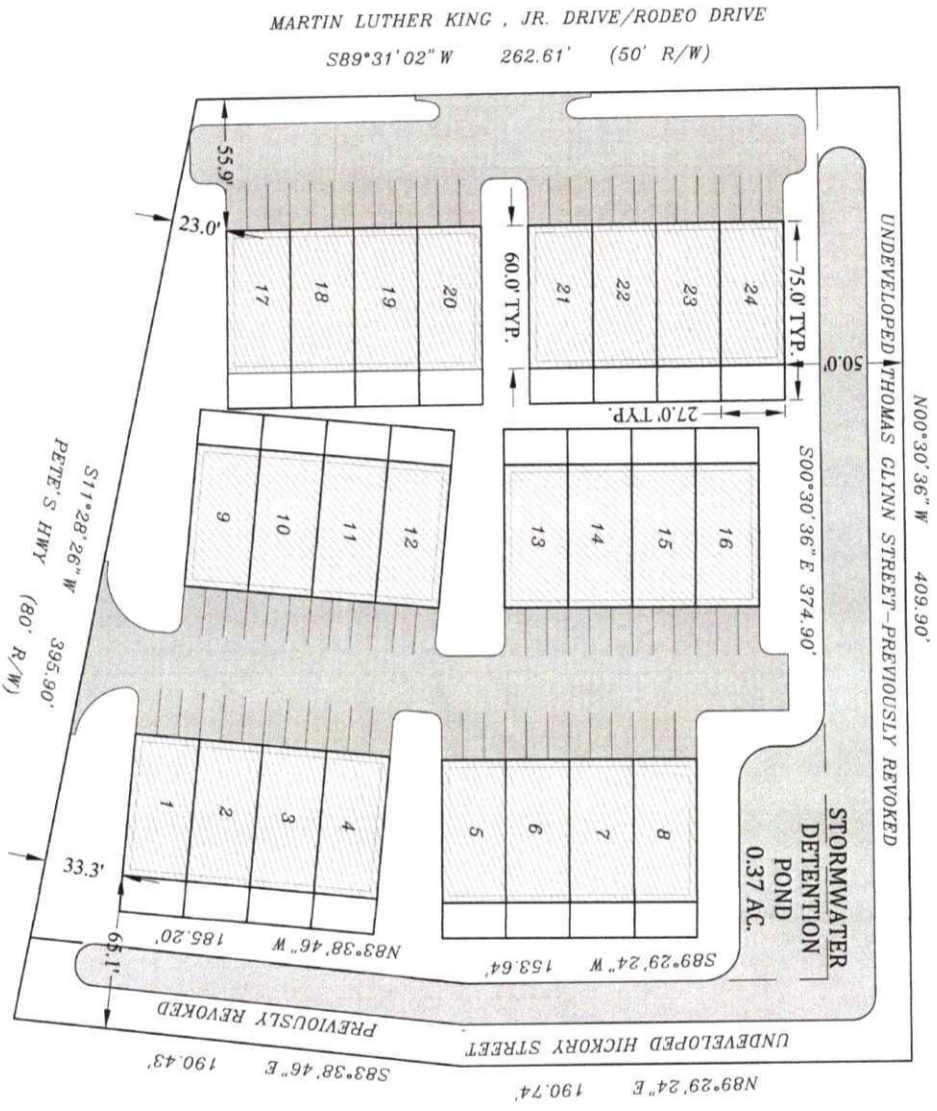 MARTIN LUTHER KING , JR. DRIVE/RODEO DRIVE
S89°31'02"W 262.61' (50' R/W)
55.9'
23.0'
17
18
19
20
60.0' TYP.
21
22
23
24
75.0' TYP.
50.0'
27.0' TYP.
UNDEVELOPED THOMAS GLYNN STREET-PREVIOUSLY REVOKED
N00°30'36"W 409.90'
S00°30'36"E 374.90'
9
10
11
12
13
14
15
16
S11°28'26"W 395.90'
PETE'S HWY (80' R/W)
1
2
3
4
5
6
7
8
STORMWATER
DETENTION
POND
0.37 AC.
33.3'
65.1'
N83°38'46"W 185.20'
S89°29'24"W 153.64'
UNDEVELOPED HICKORY STREET
PREVIOUSLY REVOKED
S83°38'46"E 190.43'
N89°29'24"E 190.74'